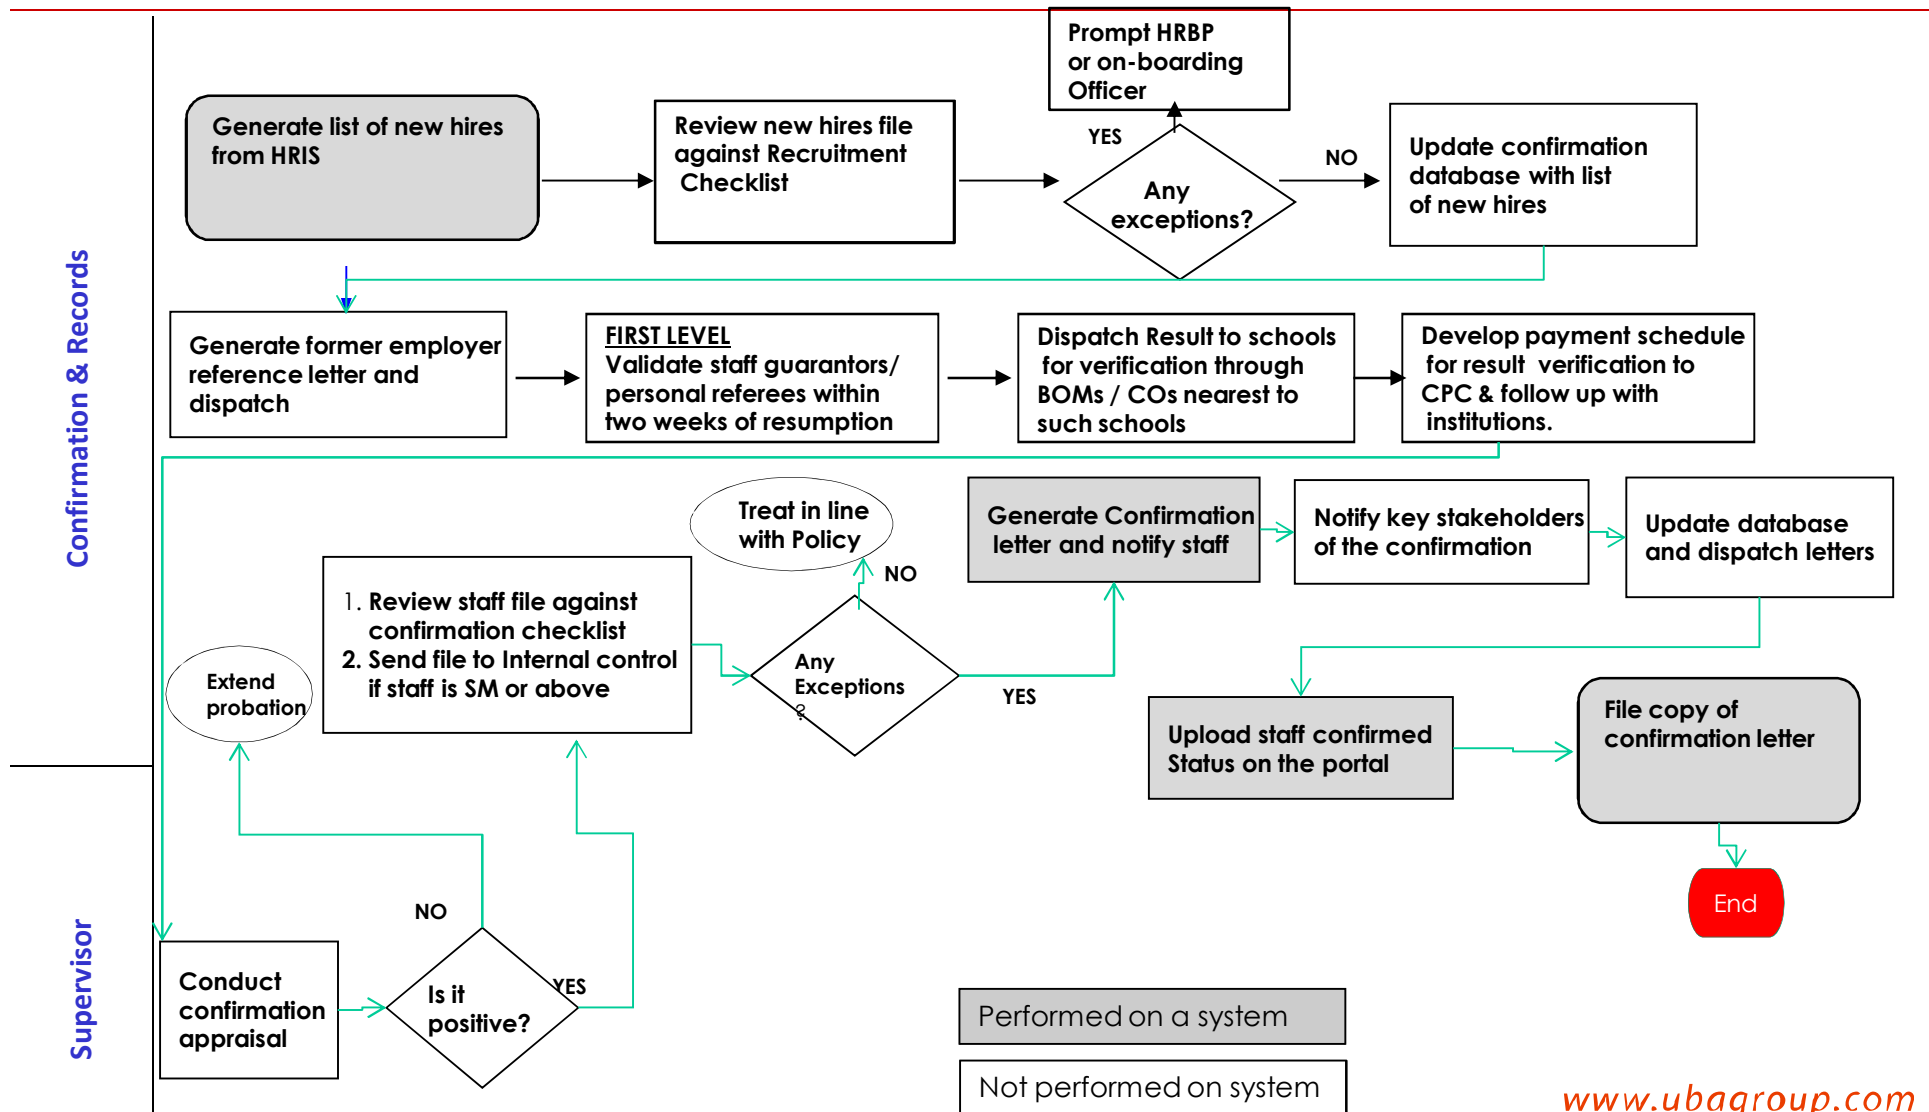 Prompt HRBP
or on-boarding
Officer
Generate list of new hires
from HRIS
Review new hires file
against Recruitment
Checklist
YES
Any
exceptions?
NO
Update confirmation
database with list
of new hires
Confirmation & Records
Generate former employer
reference letter and
dispatch
FIRST LEVEL
Validate staff guarantors/
personal referees within
two weeks of resumption
Dispatch Result to schools
for verification through
BOMs / COs nearest to
such schools
Develop payment schedule
for result verification to
CPC & follow up with
institutions.
Treat in line
with Policy
NO
Generate Confirmation
letter and notify staff
Notify key stakeholders
of the confirmation
Update database
and dispatch letters
1. Review staff file against
confirmation checklist
2. Send file to Internal control
if staff is SM or above
Any
Exceptions
?
YES
Extend
probation
Upload staff confirmed
Status on the portal
File copy of
confirmation letter
End
Supervisor
Conduct
confirmation
appraisal
NO
Is it
positive?
YES
Performed on a system
Not performed on system
www.ubagroup.com